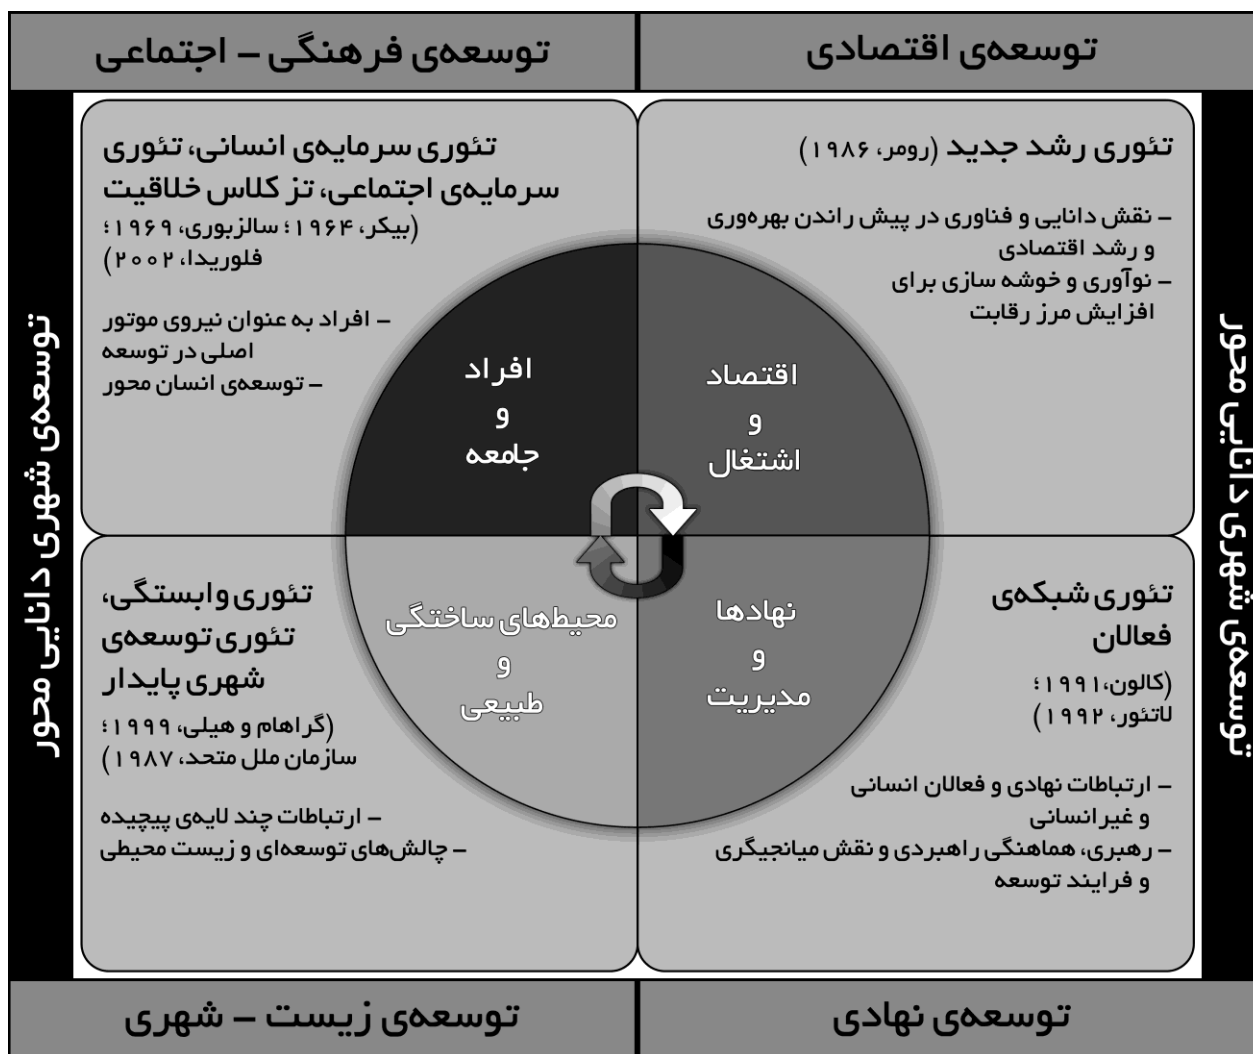 توسعه‌ی اقتصادی
توسعه‌ی فرهنگی – اجتماعی
توسعه‌ی شهری دانایی محور
تئوری رشد جدید (رومر، ۱۹۸۶)
– نقش دانایی و فناوری در پیش راندن بهره‌وری
و رشد اقتصادی
– نوآوری و خوشه سازی برای
افزایش مرز رقابت
اقتصاد
و
اشتغال
تئوری سرمایه‌ی انسانی، تئوری
سرمایه‌ی اجتماعی، تز کلاس خلاقیت
(بیکر، ۱۹۶۴؛ سالزبوری، ۱۹۶۹؛
فلوریدا، ۲۰۰۲)
– افراد به عنوان نیروی موتور
اصلی در توسعه
– توسعه‌ی انسان محور
افراد
و
جامعه
تئوری شبکه‌ی
فعالان
(کالون،۱۹۹۱؛
لاتئور، ۱۹۹۲)
– ارتباطات نهادی و فعالان انسانی
و غیرانسانی
– رهبری، هماهنگی راهبردی و نقش میانجیگری
و فرایند توسعه
نهادها
و
مدیریت
تئوری وابستگی،
تئوری توسعه‌ی
شهری پایدار
(گراهام و هیلی، ۱۹۹۹؛
سازمان ملل متحد، ۱۹۸۷)
– ارتباطات چند لایه‌ی پیچیده
– چالش‌های توسعه‌ای و زیست محیطی
محیط‌های ساختگی
و
طبیعی
توسعه‌ی شهری دانایی محور
توسعه‌ی نهادی
توسعه‌ی زیست – شهری